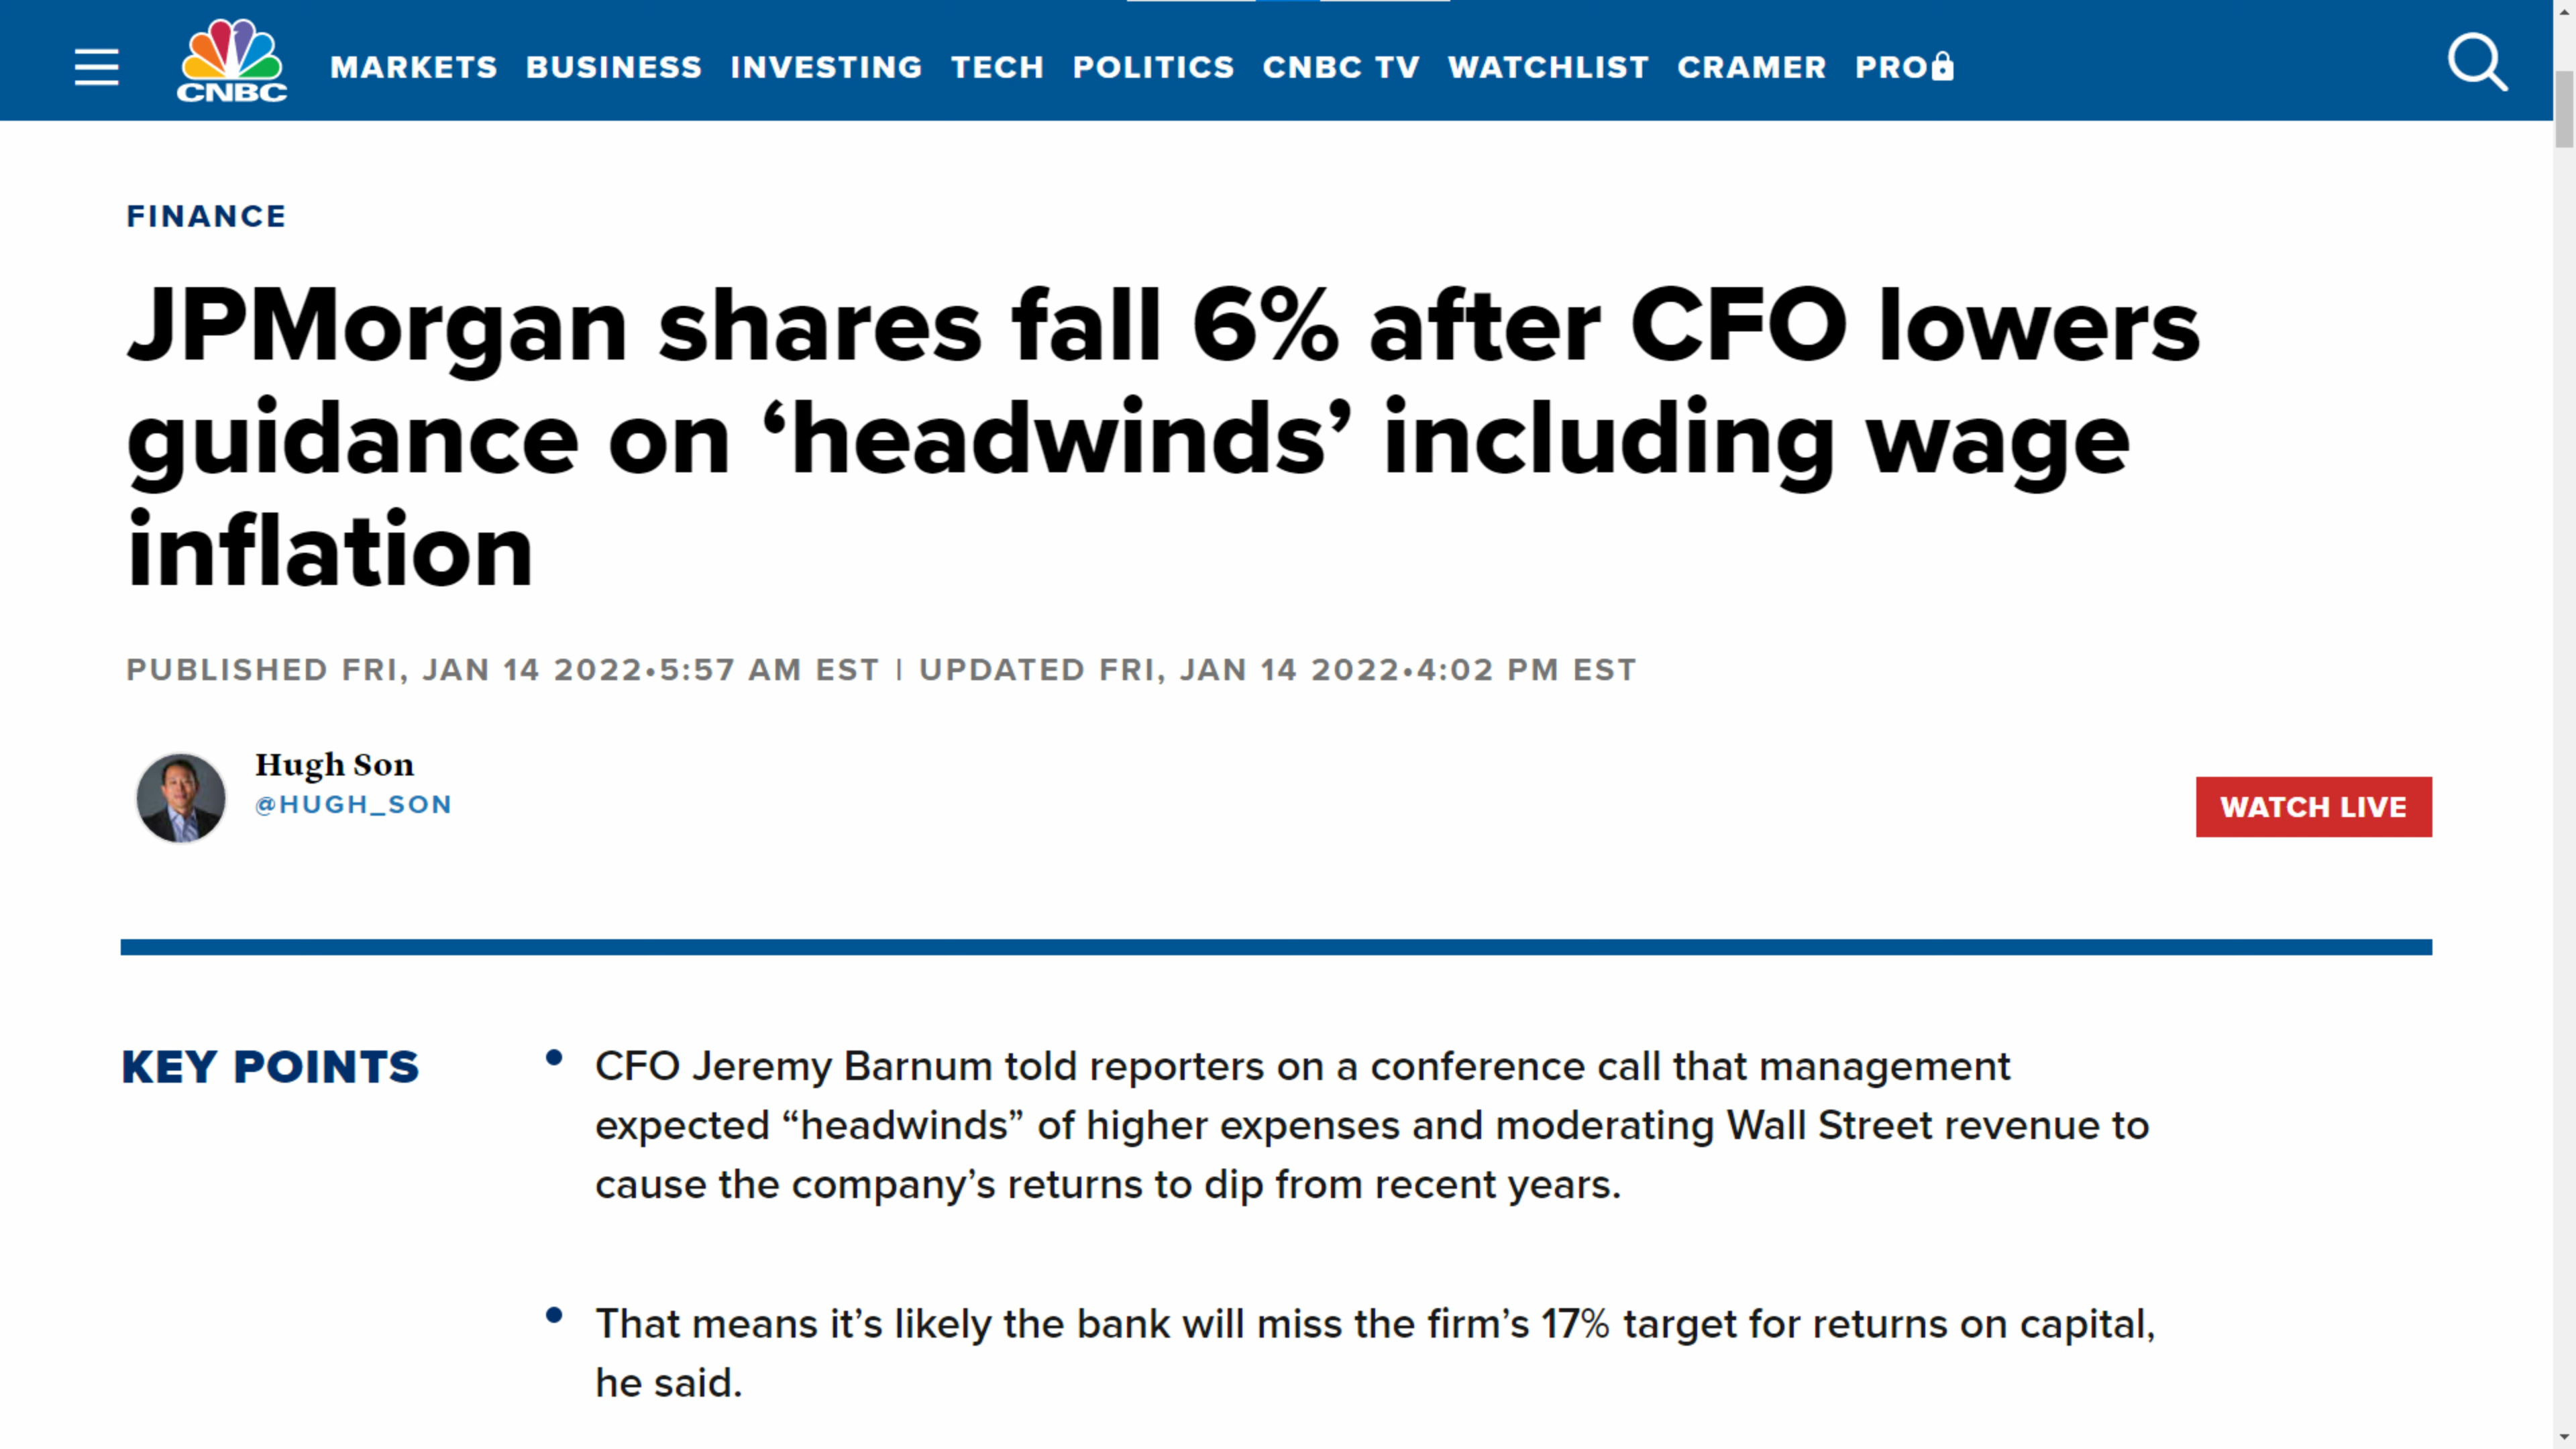 CNBC
MARKETS BUSINESS INVESTING TECH POLITICS CNBC TV WATCHLIST CRAMER PRO
FINANCE
JPMorgan shares fall 6% after CFO lowers
guidance on ‘headwinds’ including wage
inflation
PUBLISHED FRI, JAN 14 2022•5:57 AM EST | UPDATED FRI, JAN 14 2022•4:02 PM EST
Hugh Son
@HUGH_SON
WATCH LIVE
KEY POINTS
• CFO Jeremy Barnum told reporters on a conference call that management
expected “headwinds” of higher expenses and moderating Wall Street revenue to
cause the company’s returns to dip from recent years.
• That means it’s likely the bank will miss the firm’s 17% target for returns on capital,
he said.